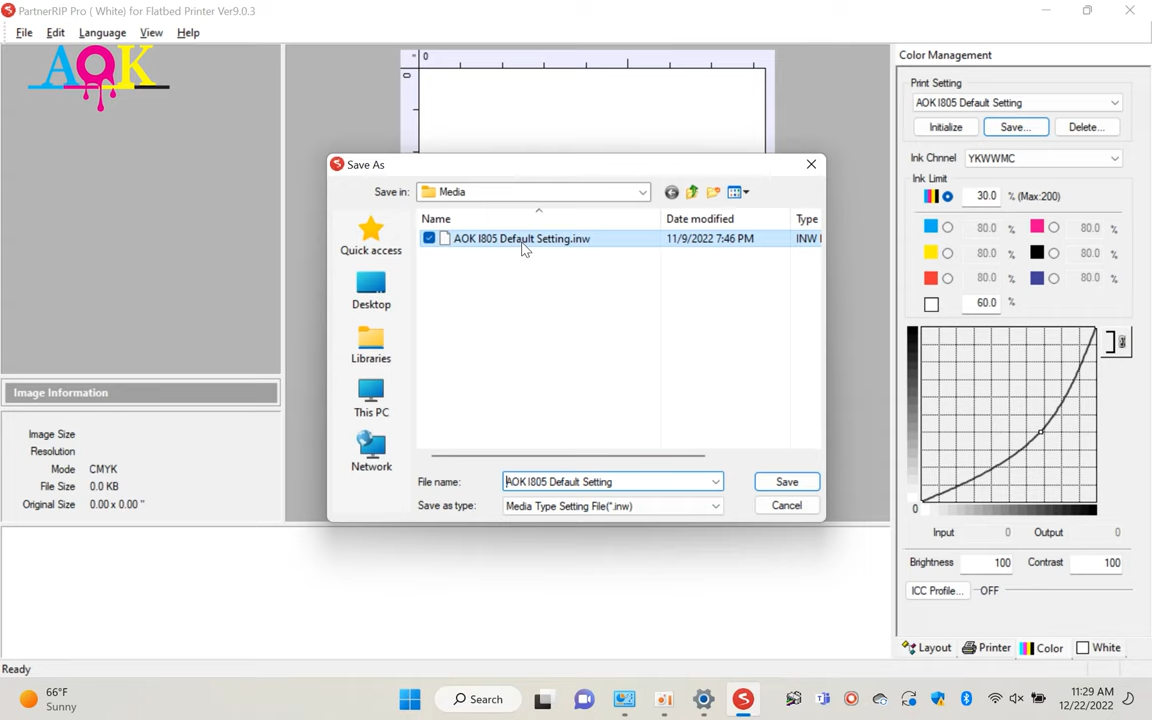 PartnerRIP Pro ( White) for Flatbed Printer Ver9.0.3
File Edit Language View Help
AOK
0
0
Color Management
Print Setting
AOK I805 Default Setting
Initialize Save... Delete...
Ink Chnnel YKWWMC
Ink Limit
30.0 % (Max:200)
80.0 % 80.0 %
80.0 % 80.0 %
80.0 % 80.0 %
60.0 %
0
Input 0 Output 0
Brightness 100 Contrast 100
ICC Profile... OFF
Layout Printer Color White
Save As
Save in: Media
Name Date modified Type
AOK I805 Default Setting.inw 11/9/2022 7:46 PM INW
Quick access
Desktop
Libraries
This PC
Network
File name: AOK I805 Default Setting Save
Save as type: Media Type Setting File(*.inw) Cancel
Image Information
Image Size
Resolution
Mode CMYK
File Size 0.0 KB
Original Size 0.00 x 0.00 "
Ready
66°F
Sunny
Search
11:29 AM
12/22/2022